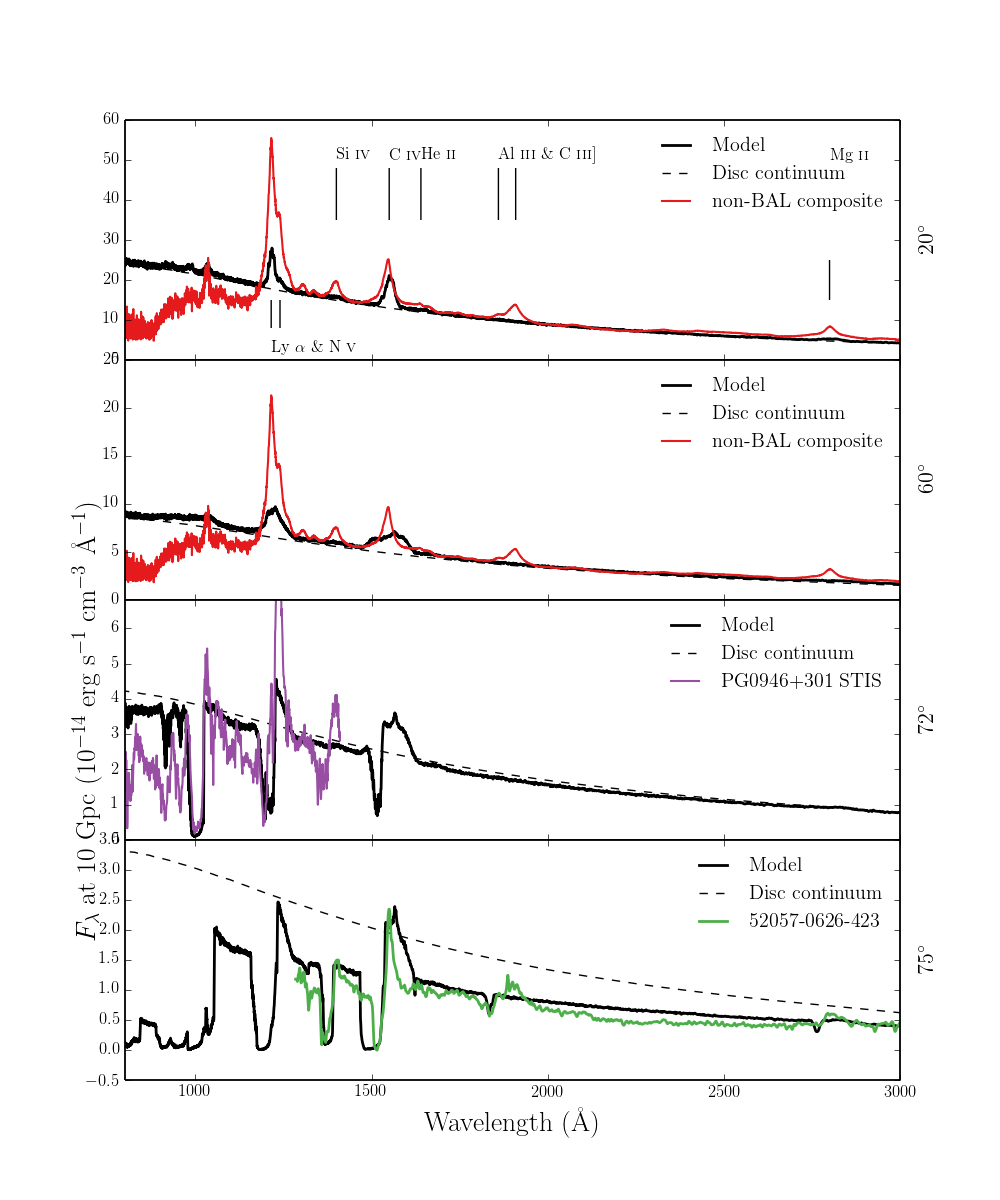 60
50
40
30
20
10
Si IV
C IV
He II
Al III & C III]
Mg II
Ly α & N V
Model
Disc continuum
non-BAL composite
20°
20
15
10
5
0
Model
Disc continuum
non-BAL composite
60°
6
5
4
3
2
1
Model
Disc continuum
PG0946+301 STIS
72°
3.0
2.5
2.0
1.5
1.0
0.5
0.0
−0.5
Model
Disc continuum
52057-0626-423
75°
1000 1500 2000 2500 3000
Wavelength (Å)
F_λ at 10 Gpc (10⁻¹⁴ erg s⁻¹ cm⁻³ Å⁻¹)